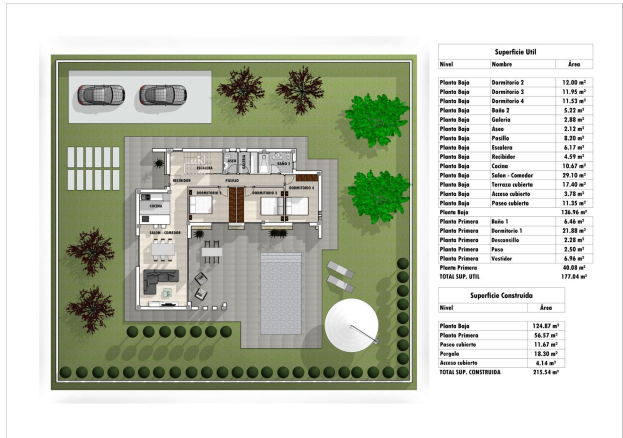 Superficie Util
Nivel Nombre Área
Planta Baja Dormitorio 2 12.00 m²
Planta Baja Dormitorio 3 11.95 m²
Planta Baja Dormitorio 4 11.53 m²
Planta Baja Baño 2 5.22 m²
Planta Baja Galeria 2.88 m²
Planta Baja Aseo 2.12 m²
Planta Baja Pasillo 8.20 m²
Planta Baja Escalera 6.17 m²
Planta Baja Recibidor 4.59 m²
Planta Baja Cocina 10.67 m²
Planta Baja Salon - Comedor 29.10 m²
Planta Baja Terraza cubierta 17.40 m²
Planta Baja Acceso cubierto 3.78 m²
Planta Baja Paseo cubierto 11.35 m²
Planta Baja 136.96 m²
Planta Primera Baño 1 6.46 m²
Planta Primera Dormitorio 1 21.88 m²
Planta Primera Descansillo 2.28 m²
Planta Primera Paso 2.50 m²
Planta Primera Vestidor 6.96 m²
Planta Primera 40.08 m²
TOTAL SUP. UTIL 177.04 m²
Superficie Construida
Nivel Área
Planta Baja 124.87 m²
Planta Primera 56.57 m²
Paseo cubierto 11.67 m²
Pergola 18.30 m²
Acceso cubierto 4.14 m²
TOTAL SUP. CONSTRUIDA 215.54 m²
ASEO
GALERIA
BAÑO 2
ESCALERA
RECIBIDOR
PASILLO
DORMITORIO 2
DORMITORIO 3
DORMITORIO 4
COCINA
SALON - COMEDOR